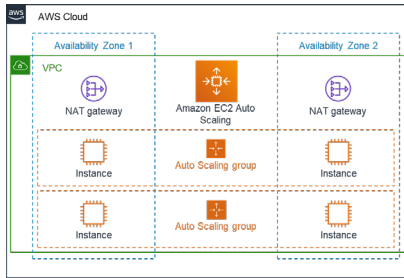 aws
AWS Cloud
Availability Zone 1
Availability Zone 2
VPC
NAT gateway
Amazon EC2 Auto
Scaling
NAT gateway
Instance
Auto Scaling group
Instance
Instance
Auto Scaling group
Instance